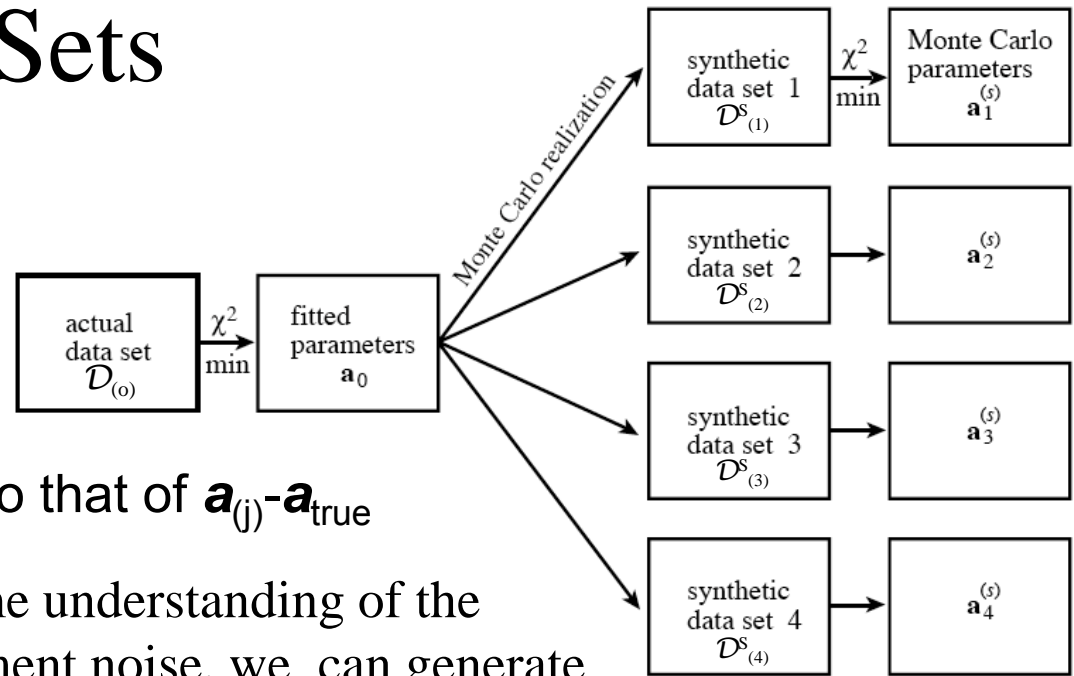 Sets
actual
data set
𝒟(o)
χ²
min
fitted
parameters
a₀
Monte Carlo realization
synthetic
data set 1
𝒟ˢ(1)
χ²
min
Monte Carlo
parameters
a₁⁽ˢ⁾
synthetic
data set 2
𝒟ˢ(2)
a₂⁽ˢ⁾
synthetic
data set 3
𝒟ˢ(3)
a₃⁽ˢ⁾
synthetic
data set 4
𝒟ˢ(4)
a₄⁽ˢ⁾
that of a(j)-atrue
understanding of the
noise, we can generate